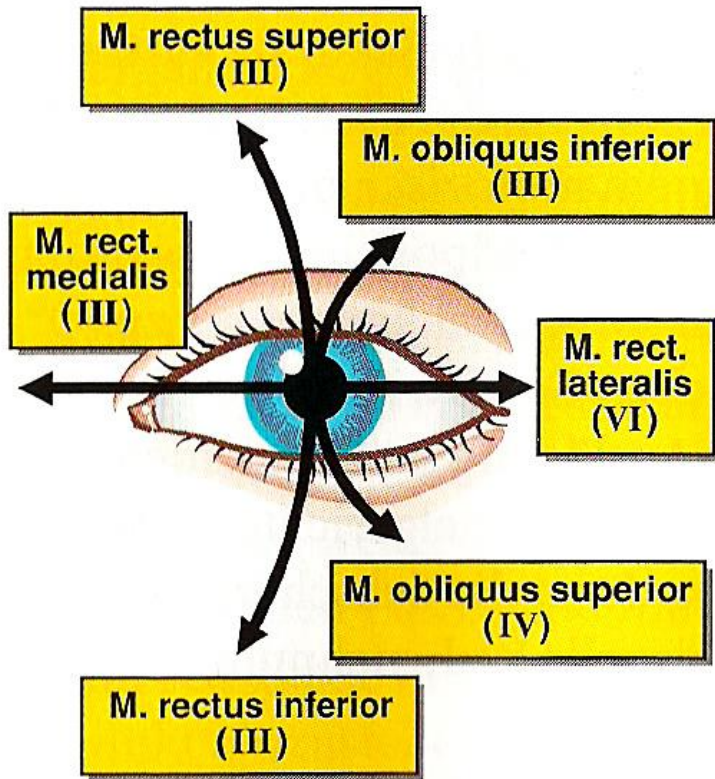 M. rectus superior
(III)
M. obliquus inferior
(III)
M. rect.
medialis
(III)
M. rect.
lateralis
(VI)
M. obliquus superior
(IV)
M. rectus inferior
(III)